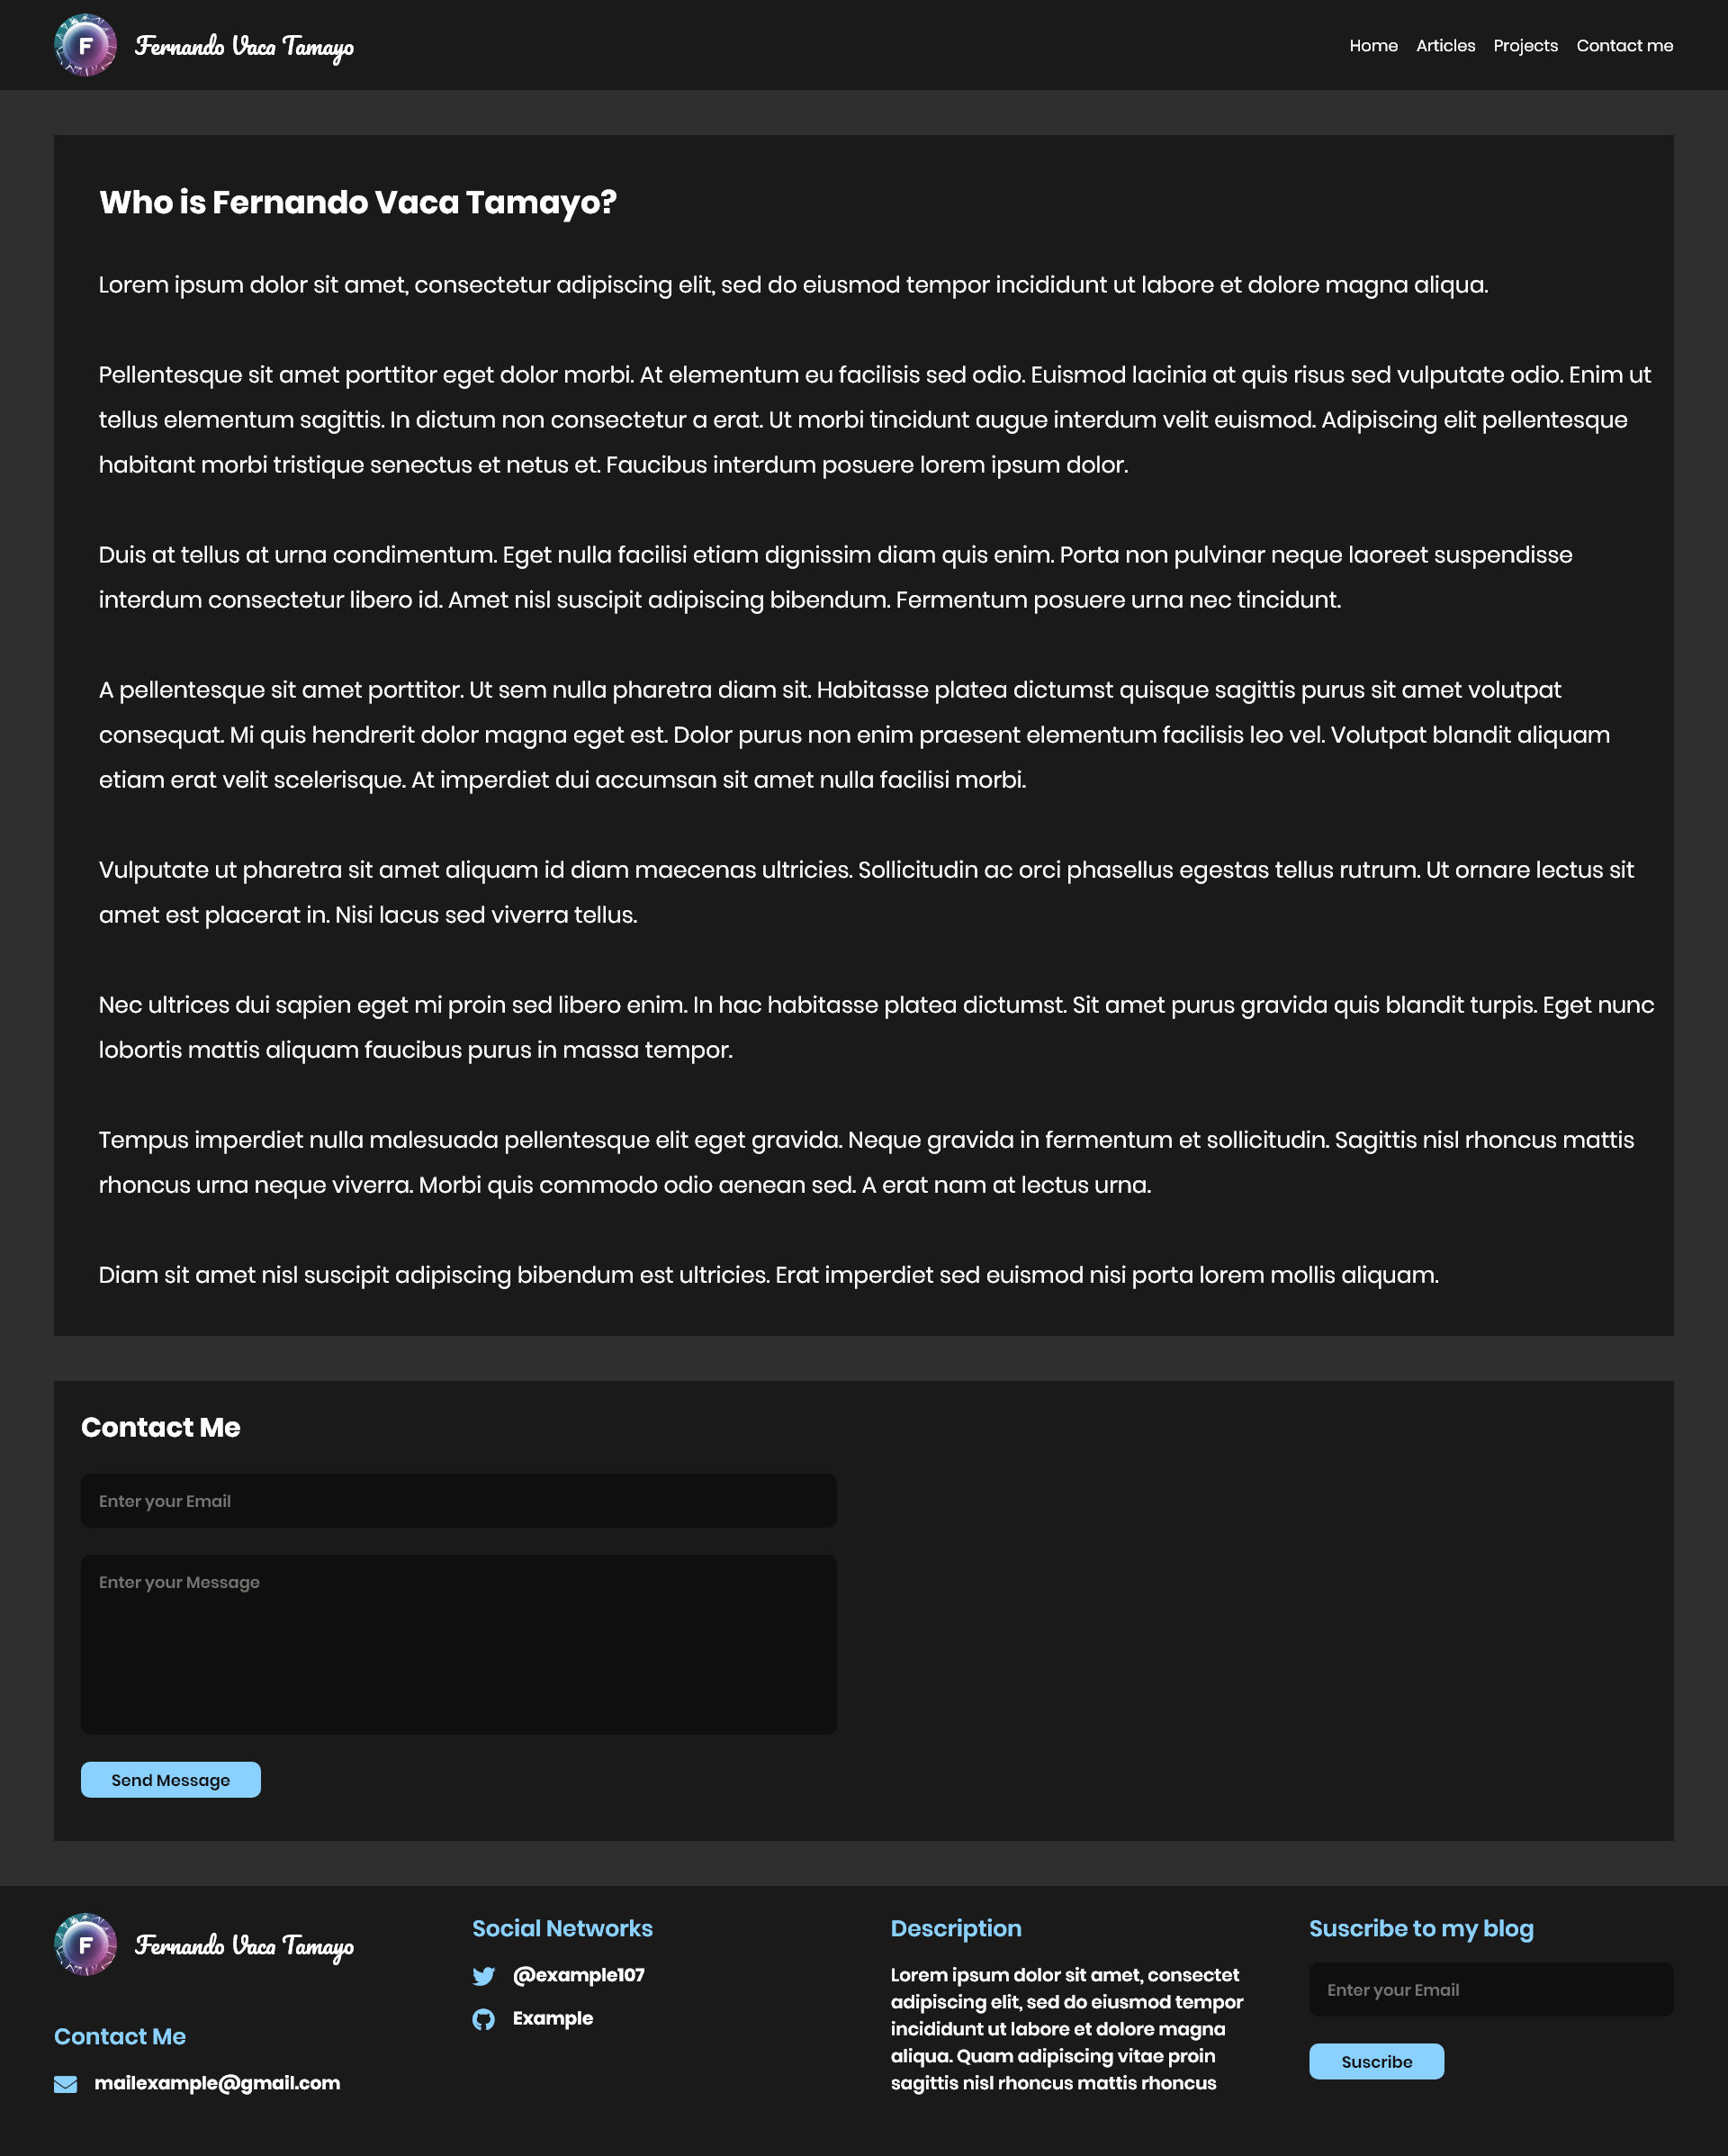 F
Fernando Vaca Tamayo
Home Articles Projects Contact me
Who is Fernando Vaca Tamayo?
Lorem ipsum dolor sit amet, consectetur adipiscing elit, sed do eiusmod tempor incididunt ut labore et dolore magna aliqua.
Pellentesque sit amet porttitor eget dolor morbi. At elementum eu facilisis sed odio. Euismod lacinia at quis risus sed vulputate odio. Enim ut
tellus elementum sagittis. In dictum non consectetur a erat. Ut morbi tincidunt augue interdum velit euismod. Adipiscing elit pellentesque
habitant morbi tristique senectus et netus et. Faucibus interdum posuere lorem ipsum dolor.
Duis at tellus at urna condimentum. Eget nulla facilisi etiam dignissim diam quis enim. Porta non pulvinar neque laoreet suspendisse
interdum consectetur libero id. Amet nisl suscipit adipiscing bibendum. Fermentum posuere urna nec tincidunt.
A pellentesque sit amet porttitor. Ut sem nulla pharetra diam sit. Habitasse platea dictumst quisque sagittis purus sit amet volutpat
consequat. Mi quis hendrerit dolor magna eget est. Dolor purus non enim praesent elementum facilisis leo vel. Volutpat blandit aliquam
etiam erat velit scelerisque. At imperdiet dui accumsan sit amet nulla facilisi morbi.
Vulputate ut pharetra sit amet aliquam id diam maecenas ultricies. Sollicitudin ac orci phasellus egestas tellus rutrum. Ut ornare lectus sit
amet est placerat in. Nisi lacus sed viverra tellus.
Nec ultrices dui sapien eget mi proin sed libero enim. In hac habitasse platea dictumst. Sit amet purus gravida quis blandit turpis. Eget nunc
lobortis mattis aliquam faucibus purus in massa tempor.
Tempus imperdiet nulla malesuada pellentesque elit eget gravida. Neque gravida in fermentum et sollicitudin. Sagittis nisl rhoncus mattis
rhoncus urna neque viverra. Morbi quis commodo odio aenean sed. A erat nam at lectus urna.
Diam sit amet nisl suscipit adipiscing bibendum est ultricies. Erat imperdiet sed euismod nisi porta lorem mollis aliquam.
Contact Me
Enter your Email
Enter your Message
Send Message
F
Fernando Vaca Tamayo
Contact Me
mailexample@gmail.com
Social Networks
@example107
Example
Description
Lorem ipsum dolor sit amet, consectet
adipiscing elit, sed do eiusmod tempor
incididunt ut labore et dolore magna
aliqua. Quam adipiscing vitae proin
sagittis nisl rhoncus mattis rhoncus
Suscribe to my blog
Enter your Email
Suscribe